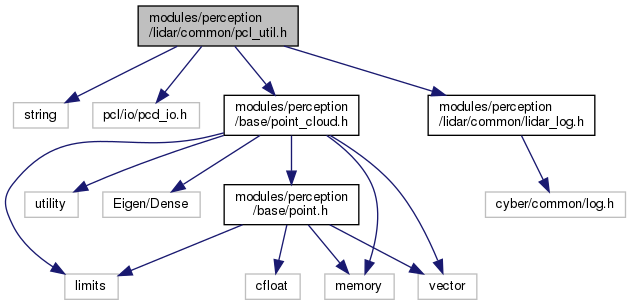 modules/perception
/lidar/common/pcl_util.h
string
pcl/io/pcd_io.h
modules/perception
/base/point_cloud.h
modules/perception
/lidar/common/lidar_log.h
utility
Eigen/Dense
modules/perception
/base/point.h
cyber/common/log.h
limits
cfloat
memory
vector